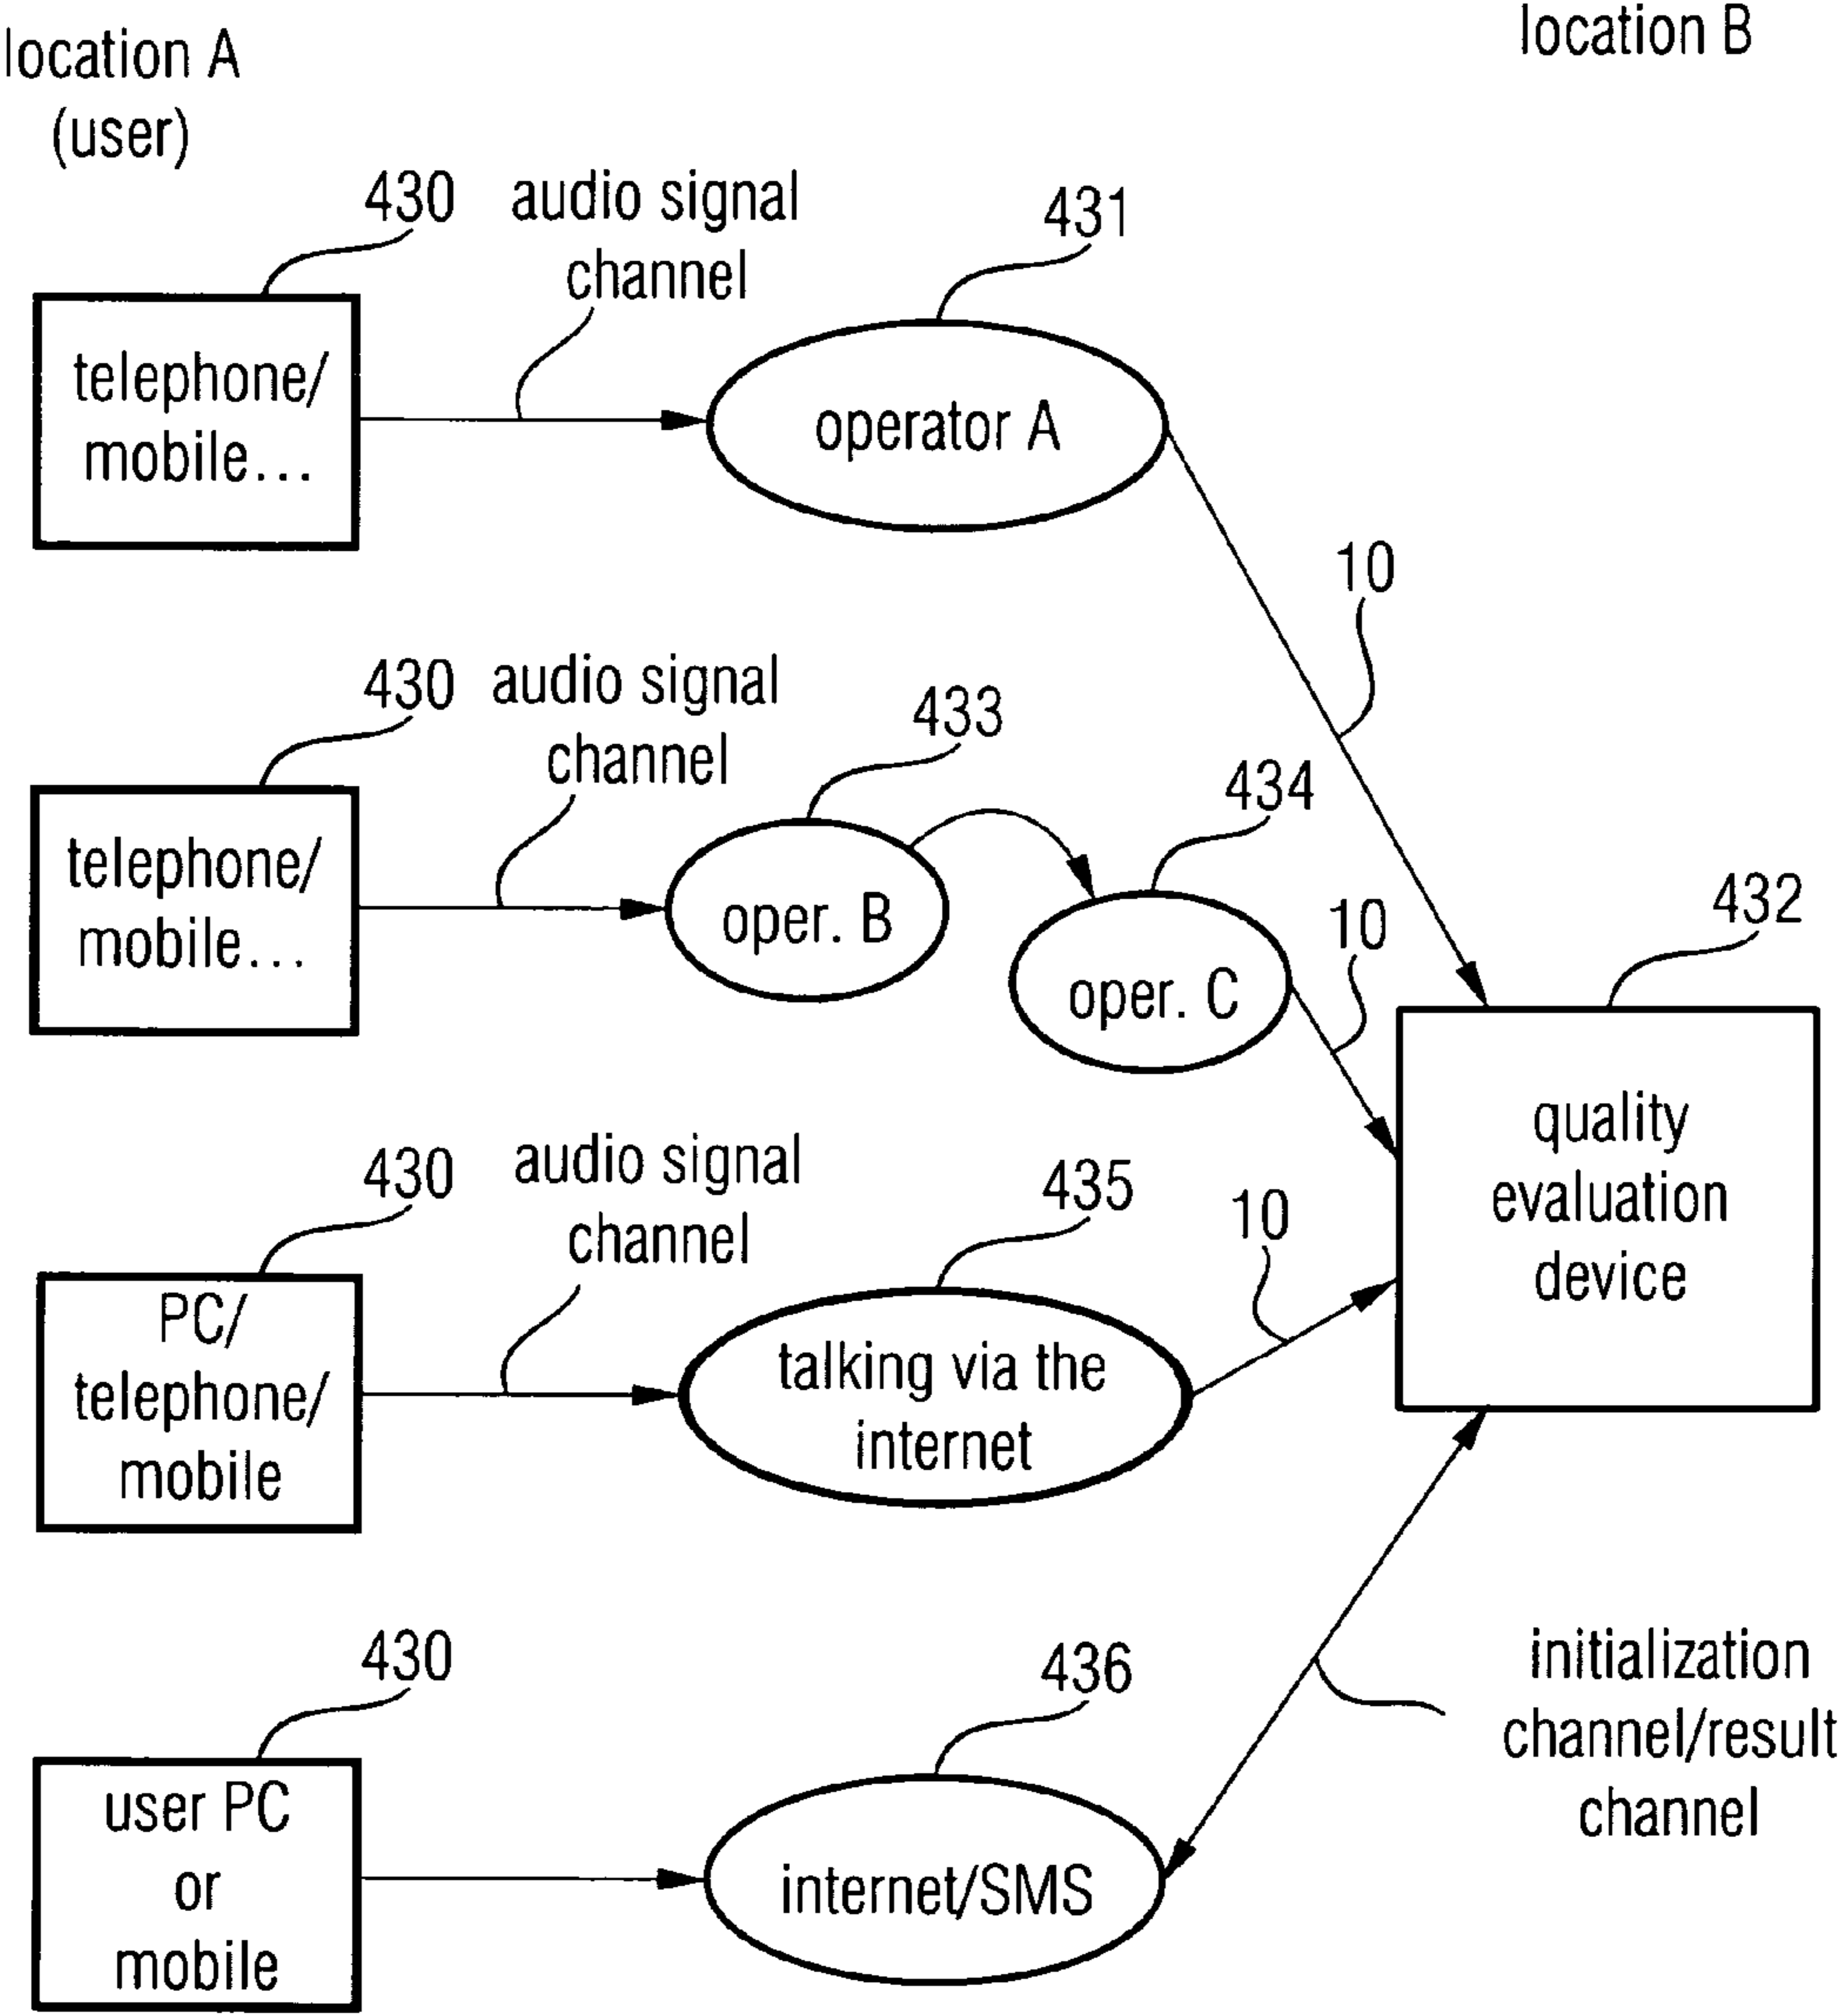 location A
(user)
location B
430
audio signal
channel
431
telephone/
mobile...
operator A
10
430
audio signal
channel
433
434
telephone/
mobile...
oper. B
oper. C
10
432
quality
evaluation
device
430
audio signal
channel
435
10
PC/
telephone/
mobile
talking via the
internet
430
436
initialization
channel/result
channel
user PC
or
mobile
internet/SMS